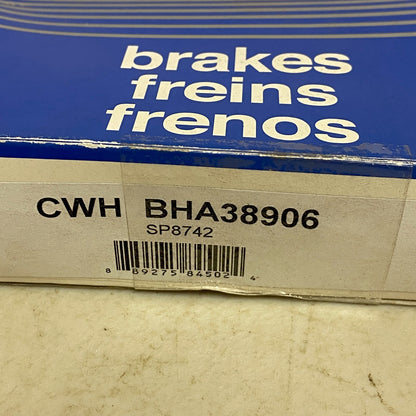 brakes
freins
frenos
CWH BHA38906
SP8742
8 89275 84502 4